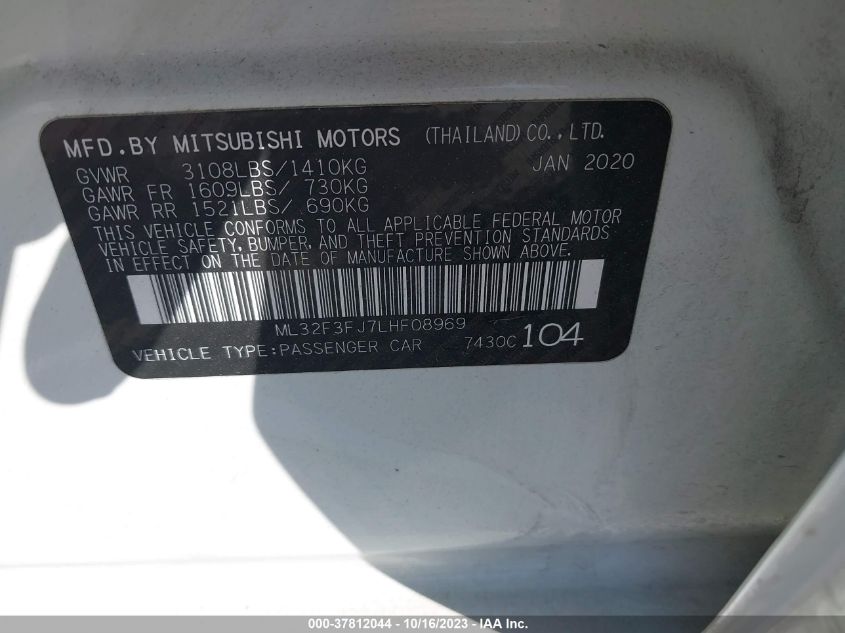 MFD.BY MITSUBISHI MOTORS (THAILAND)CO.,LTD.
GVWR 3108LBS/1410KG JAN 2020
GAWR FR 1609LBS/ 730KG
GAWR RR 1521LBS/ 690KG
THIS VEHICLE CONFORMS TO ALL APPLICABLE FEDERAL MOTOR
VEHICLE SAFETY, BUMPER, AND THEFT PREVENTION STANDARDS
IN EFFECT ON THE DATE OF MANUFACTURE SHOWN ABOVE.
ML32F3FJ7LHF08969
VEHICLE TYPE:PASSENGER CAR 7430C 104
000-37812044 - 10/16/2023 - IAA Inc.